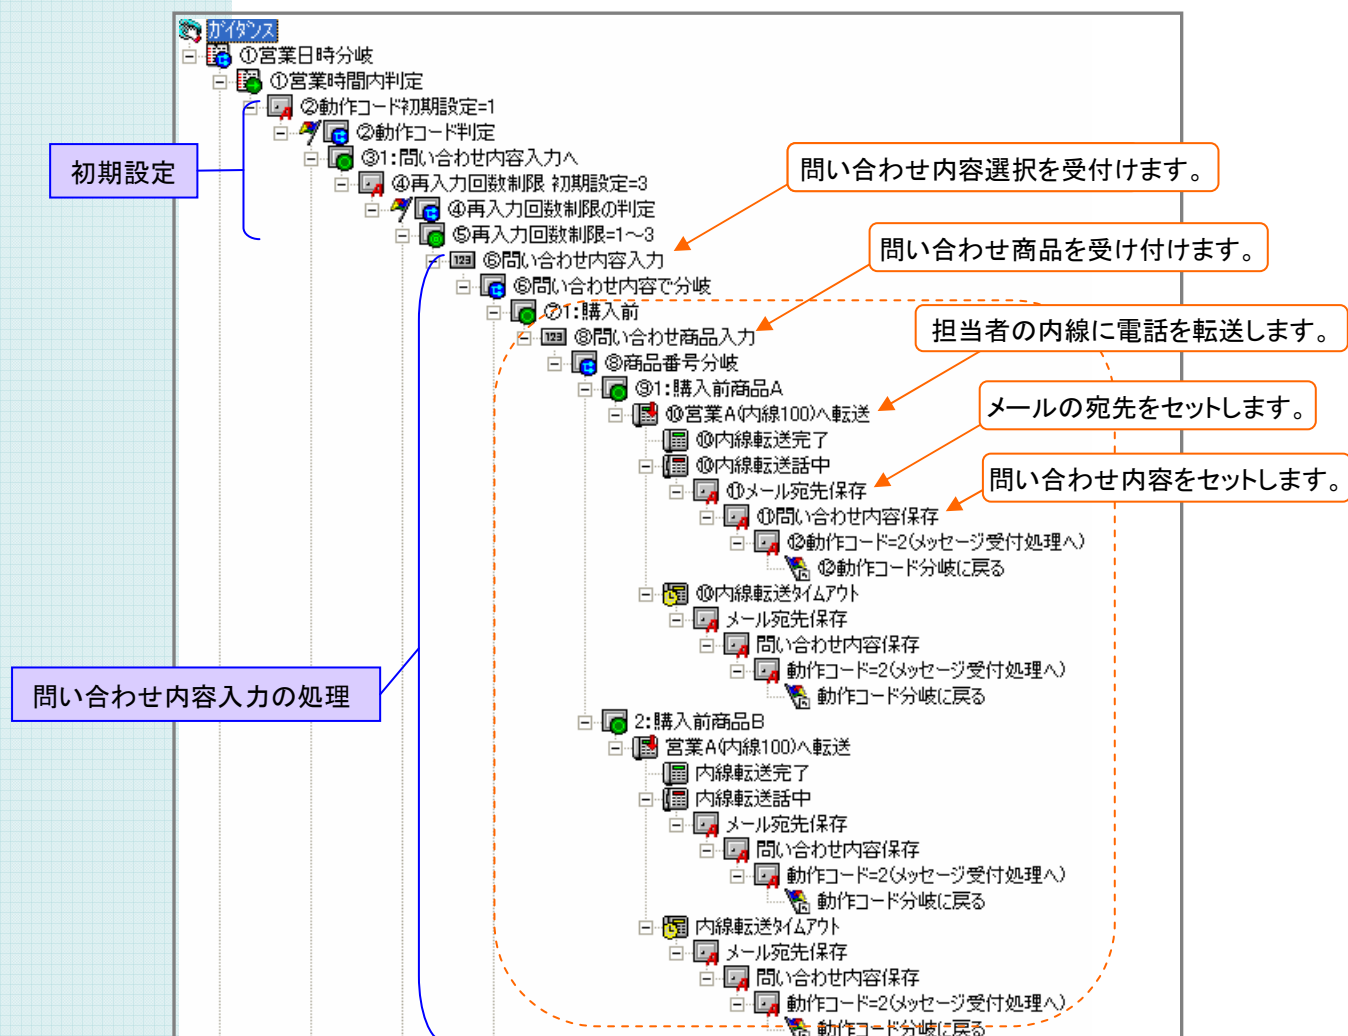 ｶﾞｲﾀﾞﾝｽ
①営業日時分岐
①営業時間内判定
②動作コード初期設定=1
②動作コード判定
③1:問い合わせ内容入力へ
④再入力回数制限 初期設定=3
④再入力回数制限の判定
⑤再入力回数制限=1～3
⑥問い合わせ内容入力
⑥問い合わせ内容で分岐
⑦1:購入前
⑧問い合わせ商品入力
⑧商品番号分岐
⑨1:購入前商品A
⑩営業A(内線100)へ転送
⑩内線転送完了
⑩内線転送話中
⑪メール宛先保存
⑪問い合わせ内容保存
⑫動作コード=2(メッセージ受付処理へ)
⑫動作コード分岐に戻る
⑩内線転送ﾀｲﾑｱｳﾄ
メール宛先保存
問い合わせ内容保存
動作コード=2(メッセージ受付処理へ)
動作コード分岐に戻る
2:購入前商品B
営業A(内線100)へ転送
内線転送完了
内線転送話中
メール宛先保存
問い合わせ内容保存
動作コード=2(メッセージ受付処理へ)
動作コード分岐に戻る
内線転送ﾀｲﾑｱｳﾄ
メール宛先保存
問い合わせ内容保存
動作コード=2(メッセージ受付処理へ)
動作コード分岐に戻る
初期設定
問い合わせ内容入力の処理
問い合わせ内容選択を受付けます。
問い合わせ商品を受け付けます。
担当者の内線に電話を転送します。
メールの宛先をセットします。
問い合わせ内容をセットします。